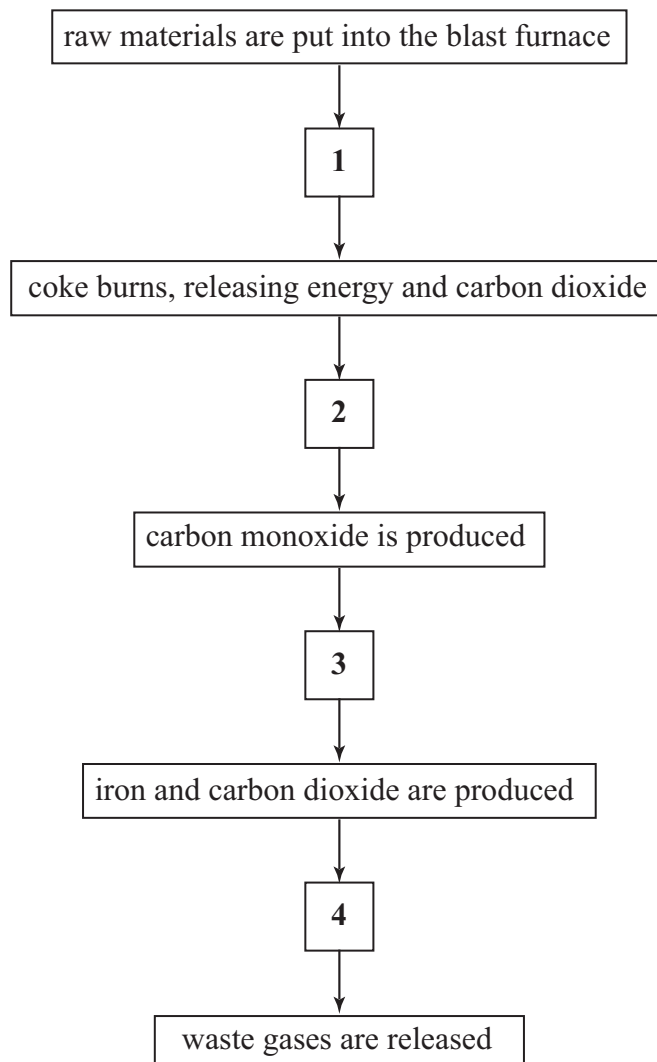 raw materials are put into the blast furnace
1
coke burns, releasing energy and carbon dioxide
2
carbon monoxide is produced
3
iron and carbon dioxide are produced
4
waste gases are released